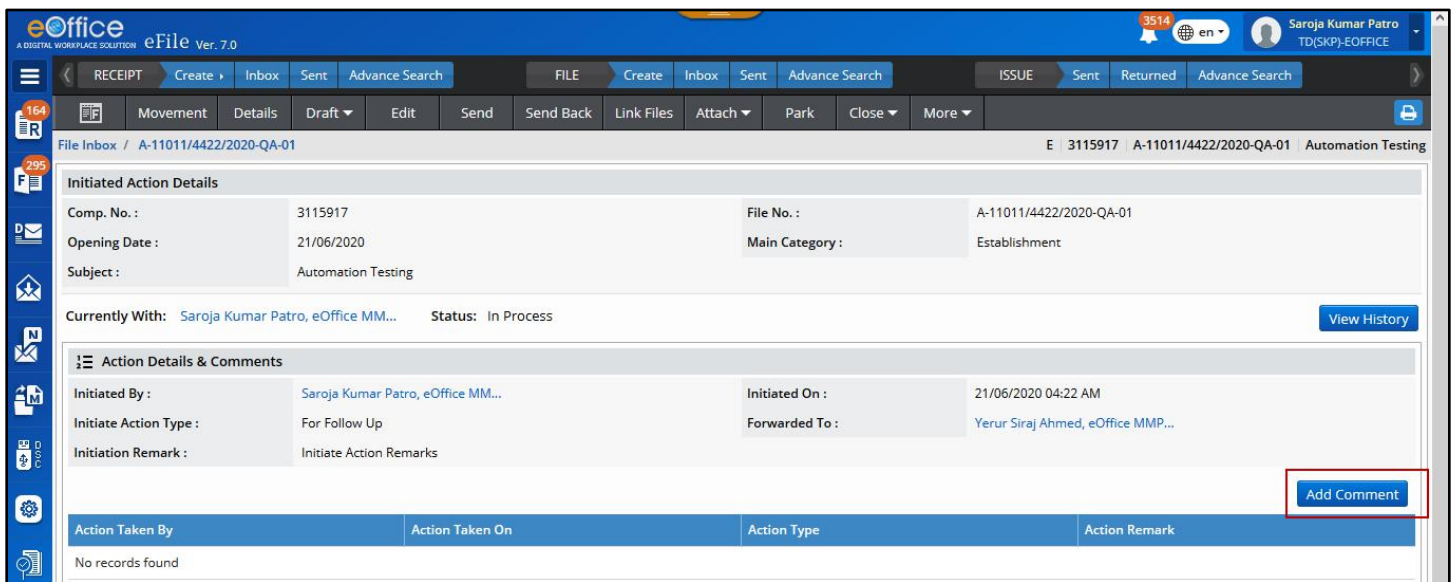 eOffice
A DIGITAL WORKPLACE SOLUTION eFile Ver. 7.0
3514 en Saroja Kumar Patro
TD(SKP)-EOFFICE
RECEIPT Create Inbox Sent Advance Search FILE Create Inbox Sent Advance Search ISSUE Sent Returned Advance Search
164 R F Movement Details Draft Edit Send Send Back Link Files Attach Park Close More
File Inbox / A-11011/4422/2020-QA-01 E 3115917 A-11011/4422/2020-QA-01 Automation Testing
295 F Initiated Action Details
Comp. No. : 3115917 File No. : A-11011/4422/2020-QA-01
D
Opening Date : 21/06/2020 Main Category : Establishment
Subject : Automation Testing
Currently With: Saroja Kumar Patro, eOffice MM... Status: In Process View History
N
Action Details & Comments
Initiated By : Saroja Kumar Patro, eOffice MM... Initiated On : 21/06/2020 04:22 AM
M
Initiate Action Type : For Follow Up Forwarded To : Yerur Siraj Ahmed, eOffice MMP...
DSC Initiation Remark : Initiate Action Remarks
Add Comment
Action Taken By Action Taken On Action Type Action Remark
No records found